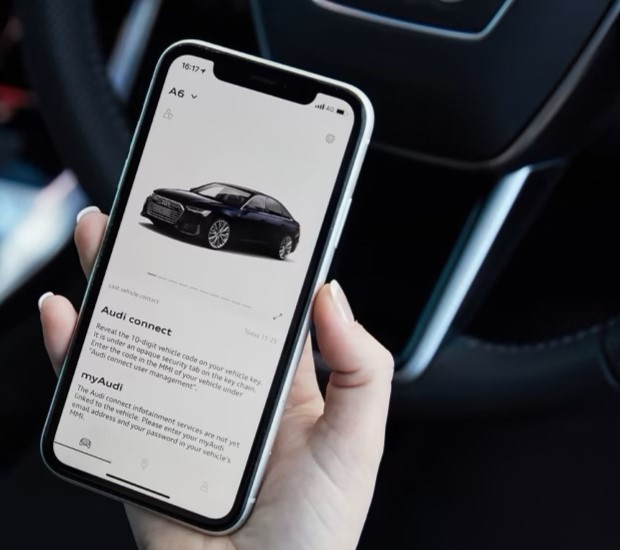 16:17
4G
A6
Last vehicle contact
Today 11:25
Audi connect
Reveal the 10-digit vehicle code on your vehicle key.
It is under an opaque security tab on the key chain,
Enter the code in the MMI of your vehicle under
"Audi connect user management".
myAudi
The Audi connect infotainment services are not yet
linked to the vehicle. Please enter your myAudi
email address and your password in your vehicle's
MMI.